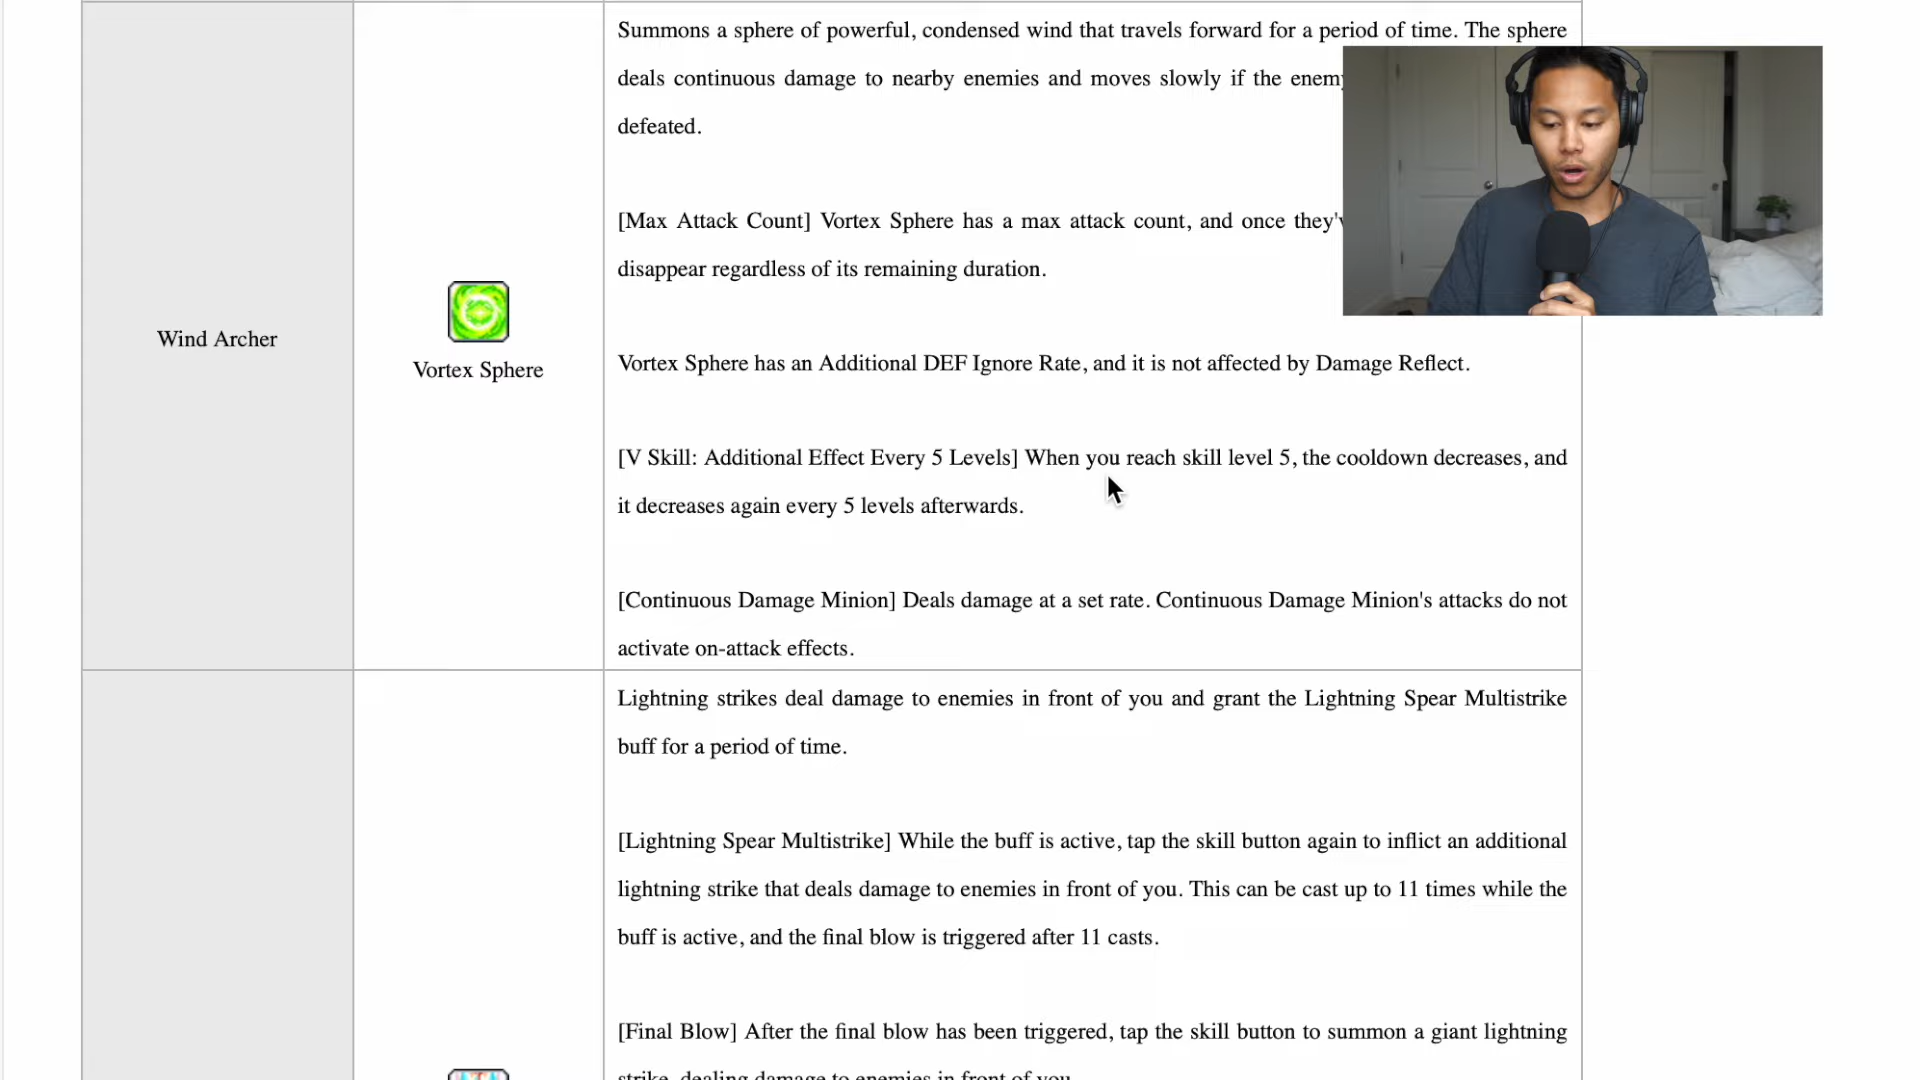 Summons a sphere of powerful, condensed wind that travels forward for a period of time. The sphere
deals continuous damage to nearby enemies and moves slowly if the enemy
defeated.
[Max Attack Count] Vortex Sphere has a max attack count, and once
disappear regardless of its remaining duration.
Wind Archer
Vortex Sphere
Vortex Sphere has an Additional DEF Ignore Rate, and it is not affected by Damage Reflect.
[V Skill: Additional Effect Every 5 Levels] When you reach skill level 5, the cooldown decreases, and
it decreases again every 5 levels afterwards.
[Continuous Damage Minion] Deals damage at a set rate. Continuous Damage Minion's attacks do not
activate on-attack effects.
Lightning strikes deal damage to enemies in front of you and grant the Lightning Spear Multistrike
buff for a period of time.
[Lightning Spear Multistrike] While the buff is active, tap the skill button again to inflict an additional
lightning strike that deals damage to enemies in front of you. This can be cast up to 11 times while the
buff is active, and the final blow is triggered after 11 casts.
[Final Blow] After the final blow has been triggered, tap the skill button to summon a giant lightning
strike, dealing damage to enemies in front of you.